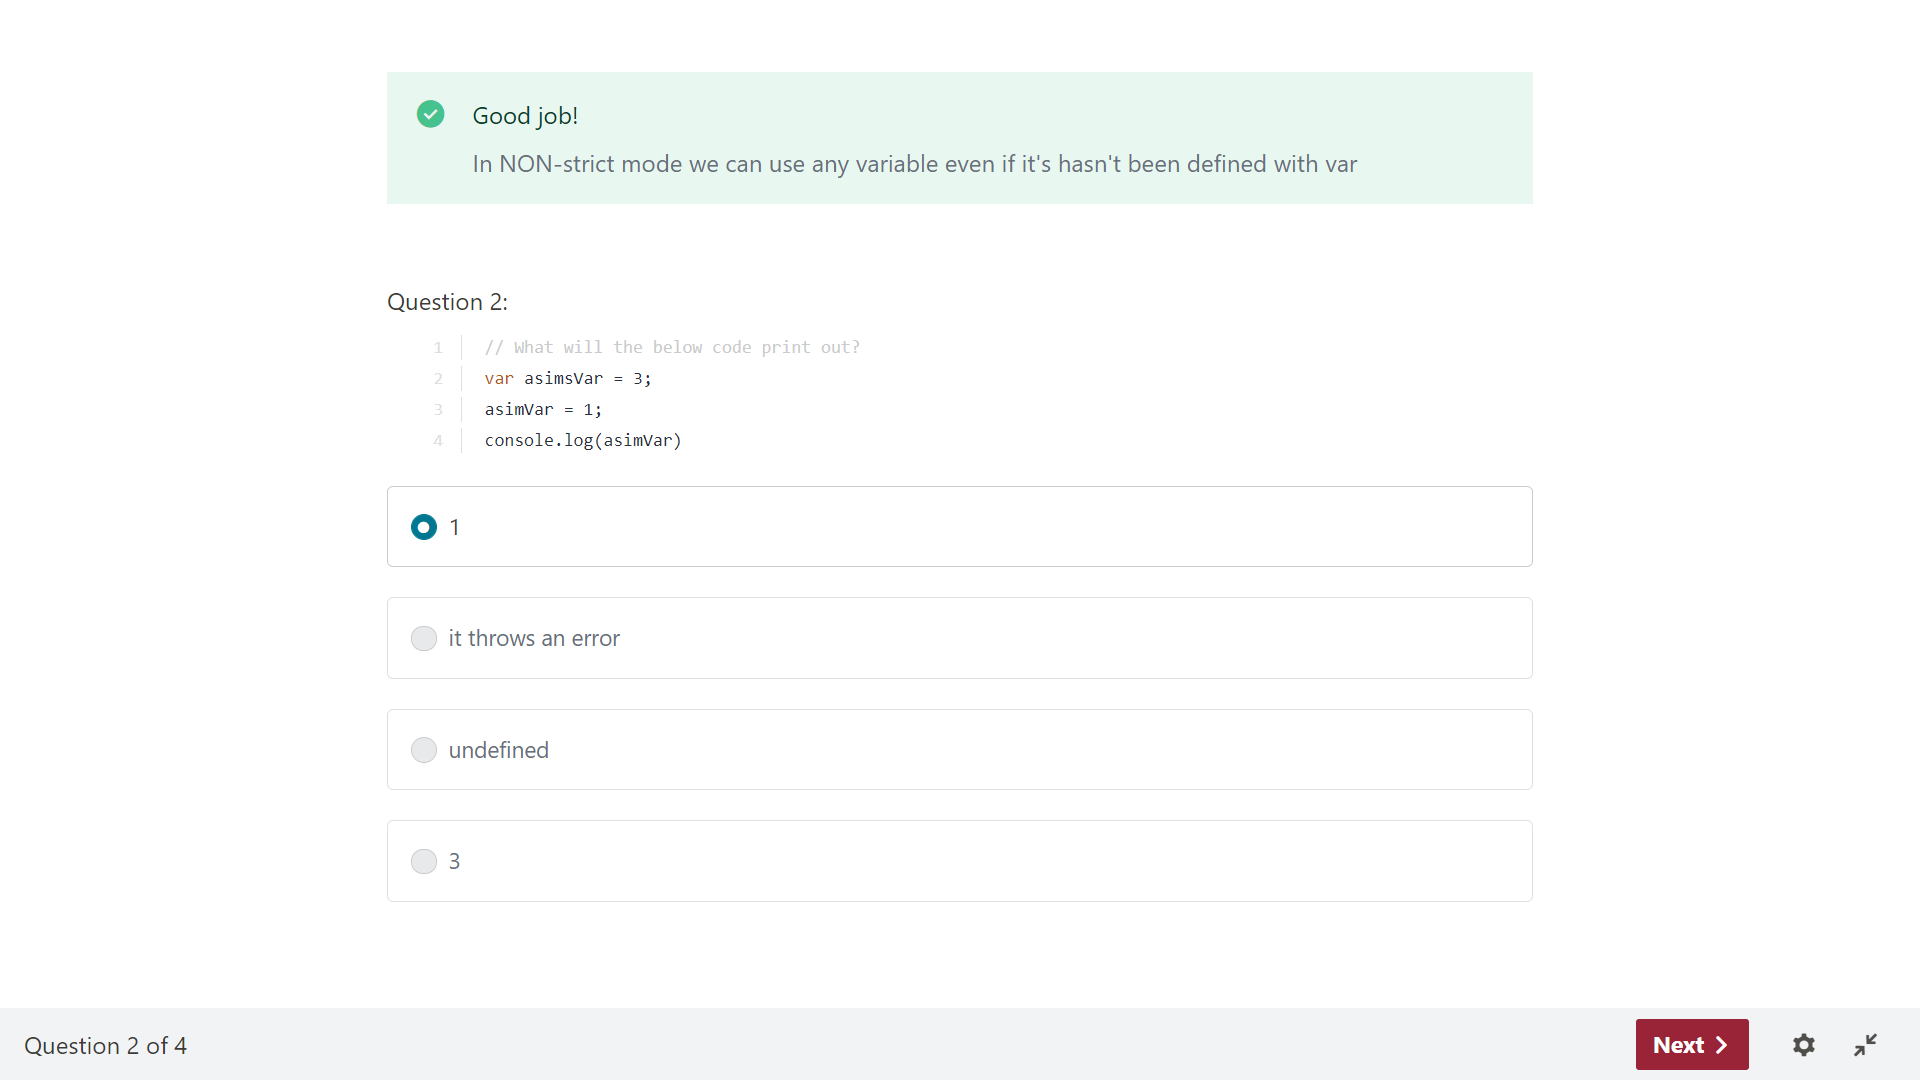 Good job!
In NON-strict mode we can use any variable even if it's hasn't been defined with var
Question 2:
1 // What will the below code print out?
2 var asimsVar = 3;
3 asimVar = 1;
4 console.log(asimVar)
1
it throws an error
undefined
3
Question 2 of 4
Next